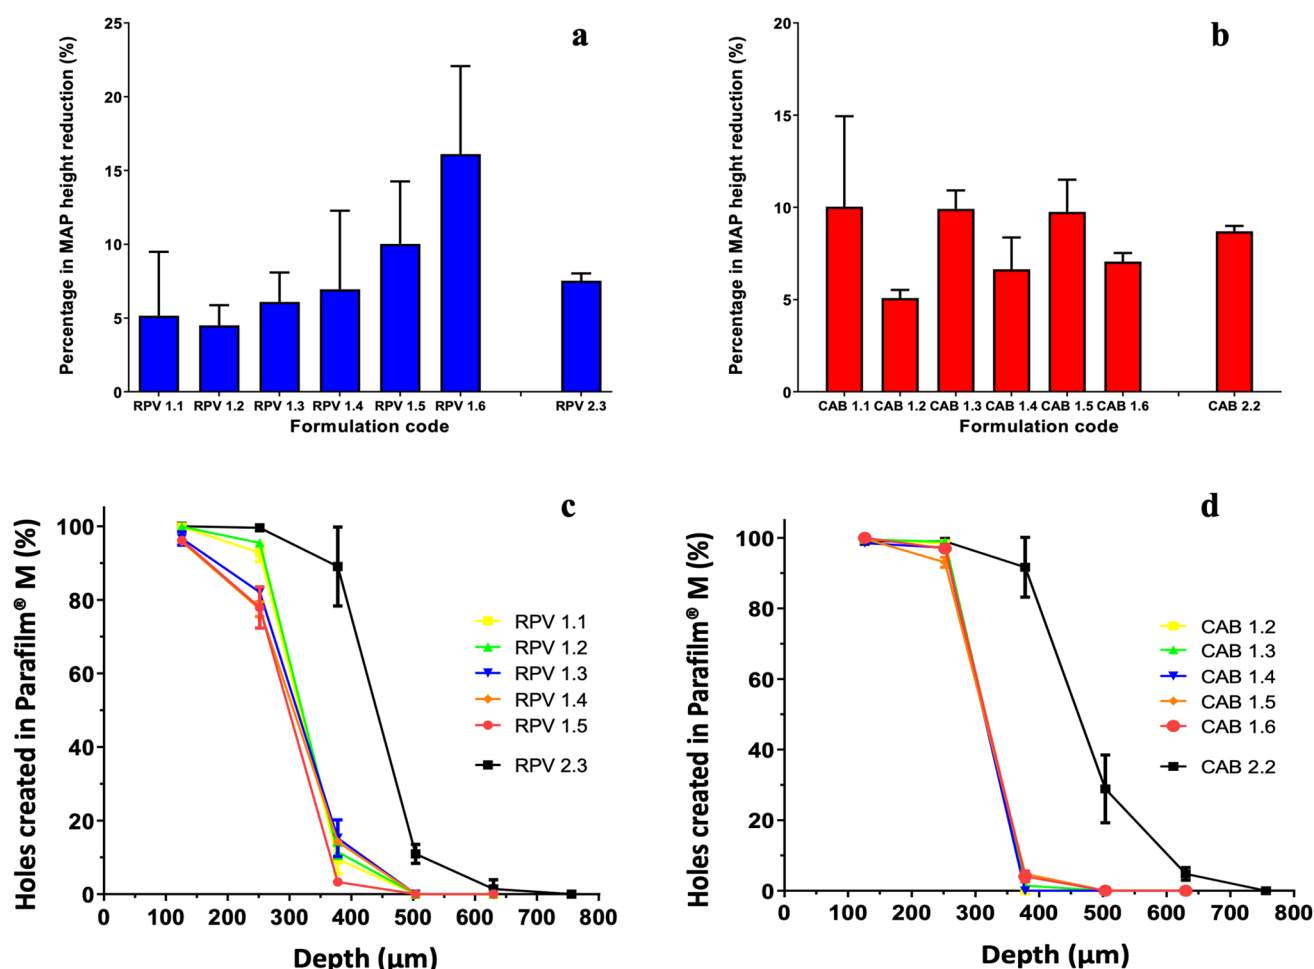 a
Percentage in MAP height reduction (%)
25
20
15
10
5
0
RPV 1.1 RPV 1.2 RPV 1.3 RPV 1.4 RPV 1.5 RPV 1.6 RPV 2.3
Formulation code
b
Percentage in MAP height reduction (%)
20
15
10
5
0
CAB 1.1 CAB 1.2 CAB 1.3 CAB 1.4 CAB 1.5 CAB 1.6 CAB 2.2
Formulation code
c
Holes created in Parafilm® M (%)
100
80
60
40
20
0
RPV 1.1
RPV 1.2
RPV 1.3
RPV 1.4
RPV 1.5
RPV 2.3
0 100 200 300 400 500 600 700 800
Depth (µm)
d
Holes created in Parafilm® M (%)
100
80
60
40
20
0
CAB 1.2
CAB 1.3
CAB 1.4
CAB 1.5
CAB 1.6
CAB 2.2
0 100 200 300 400 500 600 700 800
Depth (µm)